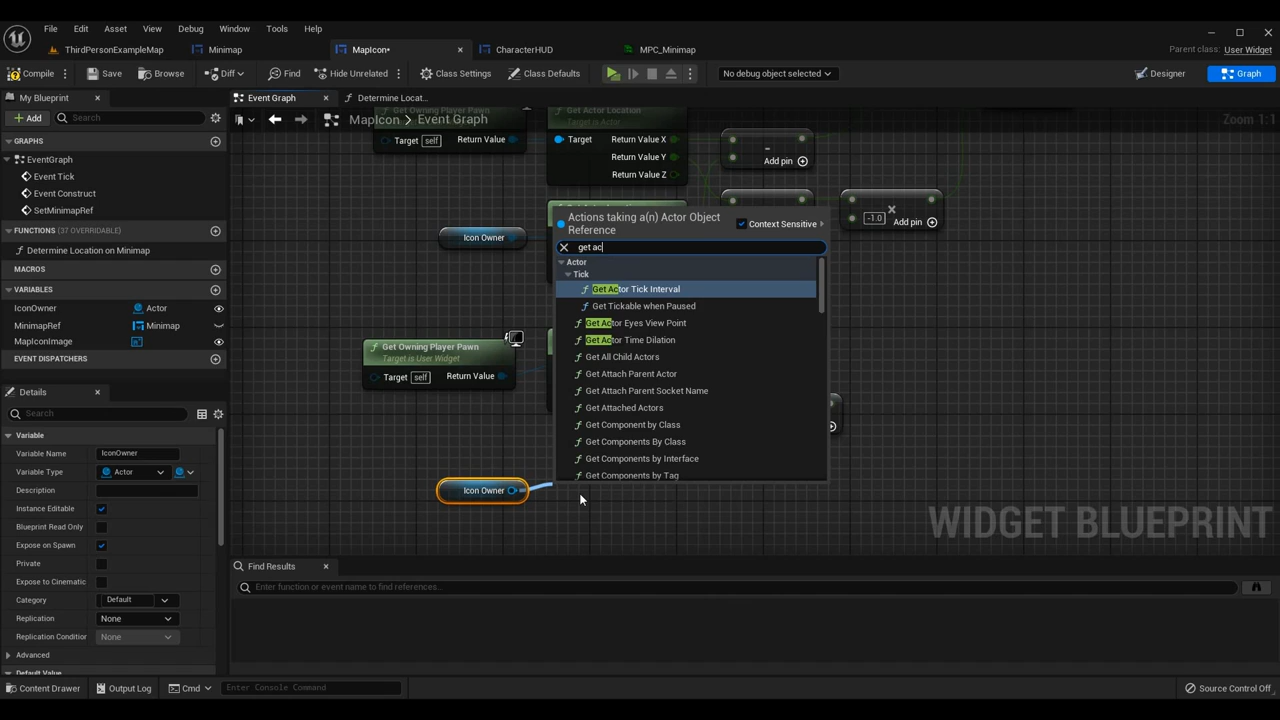 File Edit Asset View Debug Window Tools Help
ThirdPersonExampleMap Minimap MapIcon• CharacterHUD MPC_Minimap
Parent class: User Widget
Compile Save Browse Diff Find Hide Unrelated Class Settings Class Defaults No debug object selected Designer Graph
My Blueprint Event Graph Determine Locat...
Add Search
MapIcon > Event Graph Zoom 1:1
GRAPHS
EventGraph
Event Tick
Event Construct
SetMinimapRef
FUNCTIONS (37 OVERRIDABLE)
Determine Location on Minimap
MACROS
VARIABLES
IconOwner Actor
MinimapRef Minimap
MapIconImage
EVENT DISPATCHERS
Details
Search
Variable
Variable Name IconOwner
Variable Type Actor
Description
Instance Editable
Blueprint Read Only
Expose on Spawn
Private
Expose to Cinematic
Category Default
Replication None
Replication Condition None
Advanced
Default Value
Get Owning Player Pawn
Target is User Widget
Target self Return Value
Get Actor Location
Target is Actor
Target Return Value X
Return Value Y
Return Value Z
-
Add pin
×
-1.0 Add pin
Icon Owner
Get Owning Player Pawn
Target is User Widget
Target self Return Value
Icon Owner
Actions taking a(n) Actor Object
Reference
Context Sensitive
get ac
Actor
Tick
Get Actor Tick Interval
Get Tickable when Paused
Get Actor Eyes View Point
Get Actor Time Dilation
Get All Child Actors
Get Attach Parent Actor
Get Attach Parent Socket Name
Get Attached Actors
Get Component by Class
Get Components By Class
Get Components by Interface
Get Components by Tag
WIDGET BLUEPRINT
Find Results
Enter function or event name to find references...
Content Drawer Output Log Cmd Enter Console Command Source Control Off